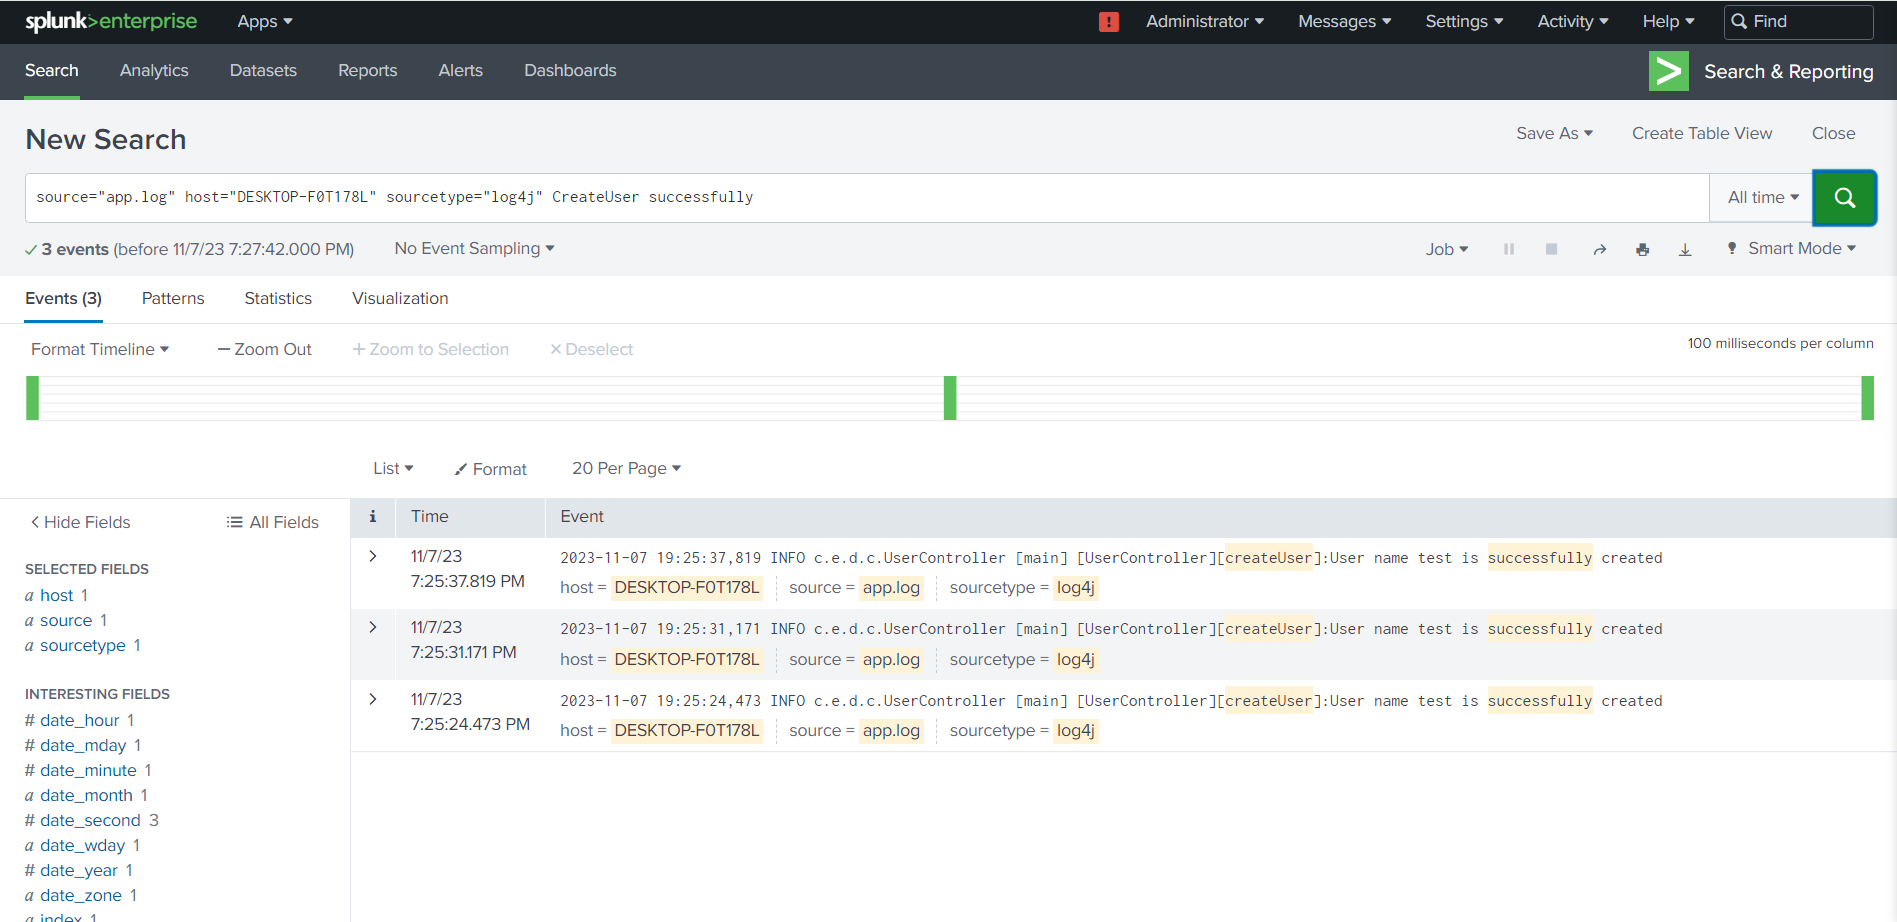 splunk>enterprise Apps Administrator Messages Settings Activity Help Find
Search Analytics Datasets Reports Alerts Dashboards Search & Reporting
New Search
Save As Create Table View Close
source="app.log" host="DESKTOP-F0T178L" sourcetype="log4j" CreateUser successfully
All time
3 events (before 11/7/23 7:27:42.000 PM) No Event Sampling Job Smart Mode
Events (3) Patterns Statistics Visualization
Format Timeline — Zoom Out + Zoom to Selection × Deselect
100 milliseconds per column
List Format 20 Per Page
< Hide Fields All Fields
i Time Event
SELECTED FIELDS
a host 1
a source 1
a sourcetype 1
INTERESTING FIELDS
# date_hour 1
# date_mday 1
# date_minute 1
a date_month 1
# date_second 3
a date_wday 1
# date_year 1
a date_zone 1
a index 1
> 11/7/23
7:25:37.819 PM
2023-11-07 19:25:37,819 INFO c.e.d.c.UserController [main] [UserController][createUser]:User name test is successfully created
host = DESKTOP-F0T178L source = app.log sourcetype = log4j
> 11/7/23
7:25:31.171 PM
2023-11-07 19:25:31,171 INFO c.e.d.c.UserController [main] [UserController][createUser]:User name test is successfully created
host = DESKTOP-F0T178L source = app.log sourcetype = log4j
> 11/7/23
7:25:24.473 PM
2023-11-07 19:25:24,473 INFO c.e.d.c.UserController [main] [UserController][createUser]:User name test is successfully created
host = DESKTOP-F0T178L source = app.log sourcetype = log4j